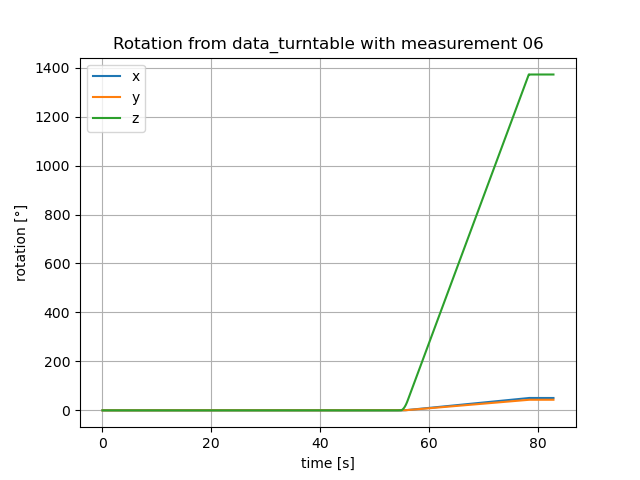 Rotation from data_turntable with measurement 06
x
y
z
rotation [°]
1400
1200
1000
800
600
400
200
0
0 20 40 60 80
time [s]